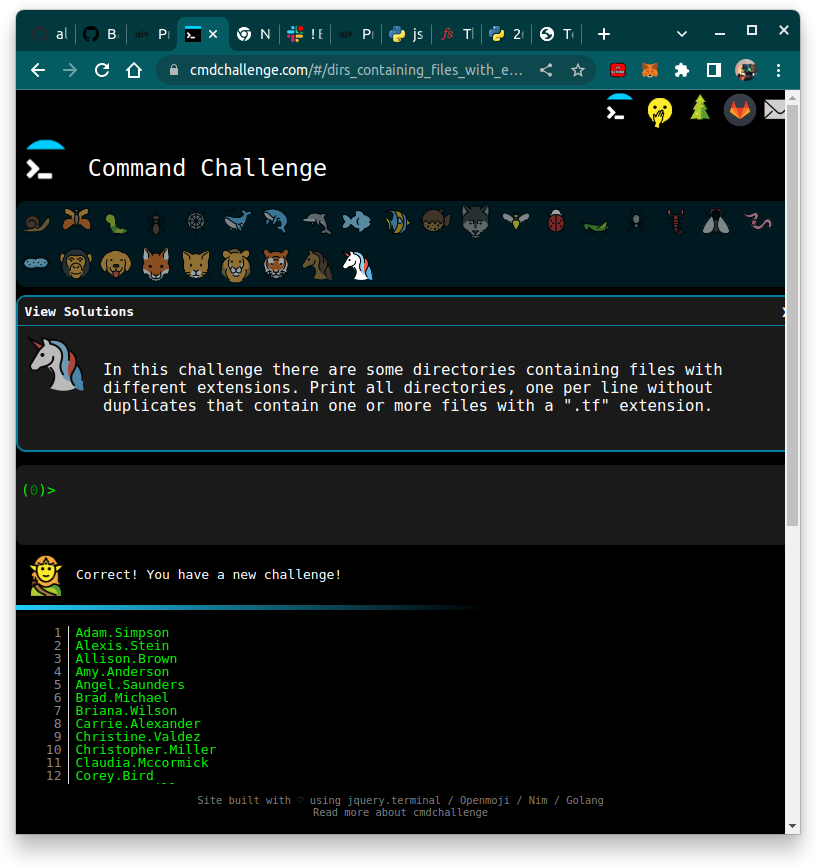 al
B
Pr
N
! E
Pr
js
Tl
20
To
cmdchallenge.com/#/dirs_containing_files_with_e…
Command Challenge
View Solutions
In this challenge there are some directories containing files with
different extensions. Print all directories, one per line without
duplicates that contain one or more files with a ".tf" extension.
(0)>
Correct! You have a new challenge!
1 Adam.Simpson
2 Alexis.Stein
3 Allison.Brown
4 Amy.Anderson
5 Angel.Saunders
6 Brad.Michael
7 Briana.Wilson
8 Carrie.Alexander
9 Christine.Valdez
10 Christopher.Miller
11 Claudia.Mccormick
12 Corey.Bird
Site built with ♡ using jquery.terminal / Openmoji / Nim / Golang
Read more about cmdchallenge